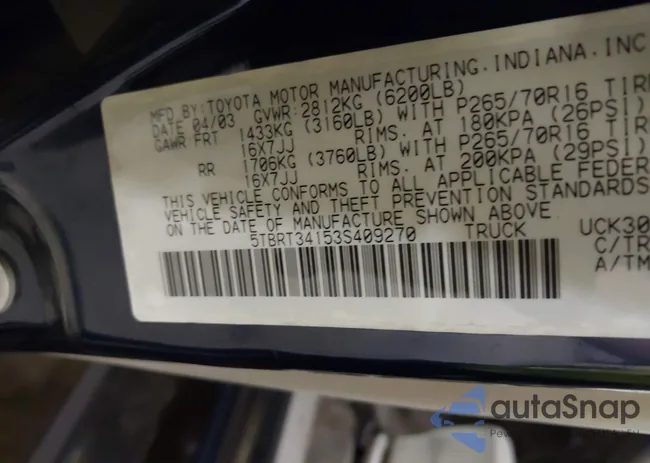 MFD.BY:TOYOTA MOTOR MANUFACTURING.INDIANA.INC
DATE 04/03 GVWR:2812KG (6200LB)
GAWR FRT 1433KG (3160LB) WITH P265/70R16 TIRE
16X7JJ RIMS. AT 180KPA (26PSI)
RR 1706KG (3760LB) WITH P265/70R16 TIRE
16X7JJ RIMS. AT 200KPA (29PSI)
THIS VEHICLE CONFORMS TO ALL APPLICABLE FEDER
VEHICLE SAFETY AND THEFT PREVENTION STANDARDS
ON THE DATE OF MANUFACTURE SHOWN ABOVE.
5TBRT34153S409270 TRUCK UCK30
C/TR
A/TM
autoSnap